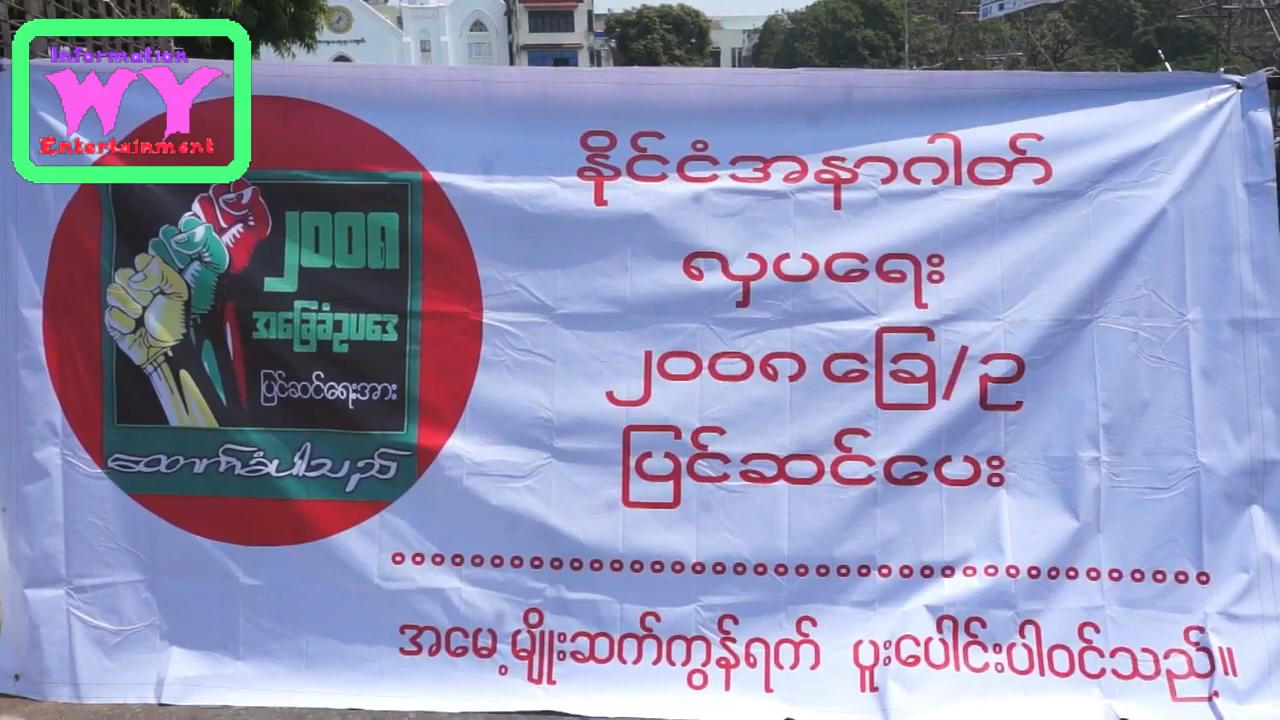 Information
WY
Entertainment
၂၀၀၈
အခြေခံဥပဒေ
ပြင်ဆင်ရေးအား
ထောက်ခံပါသည်
နိုင်ငံအနာဂါတ်
လှပရေး
၂၀၀၈ ခြေ/ဥ
ပြင်ဆင်ပေး
အမေ့မျိုးဆက်ကွန်ရက် ပူးပေါင်းပါဝင်သည်။